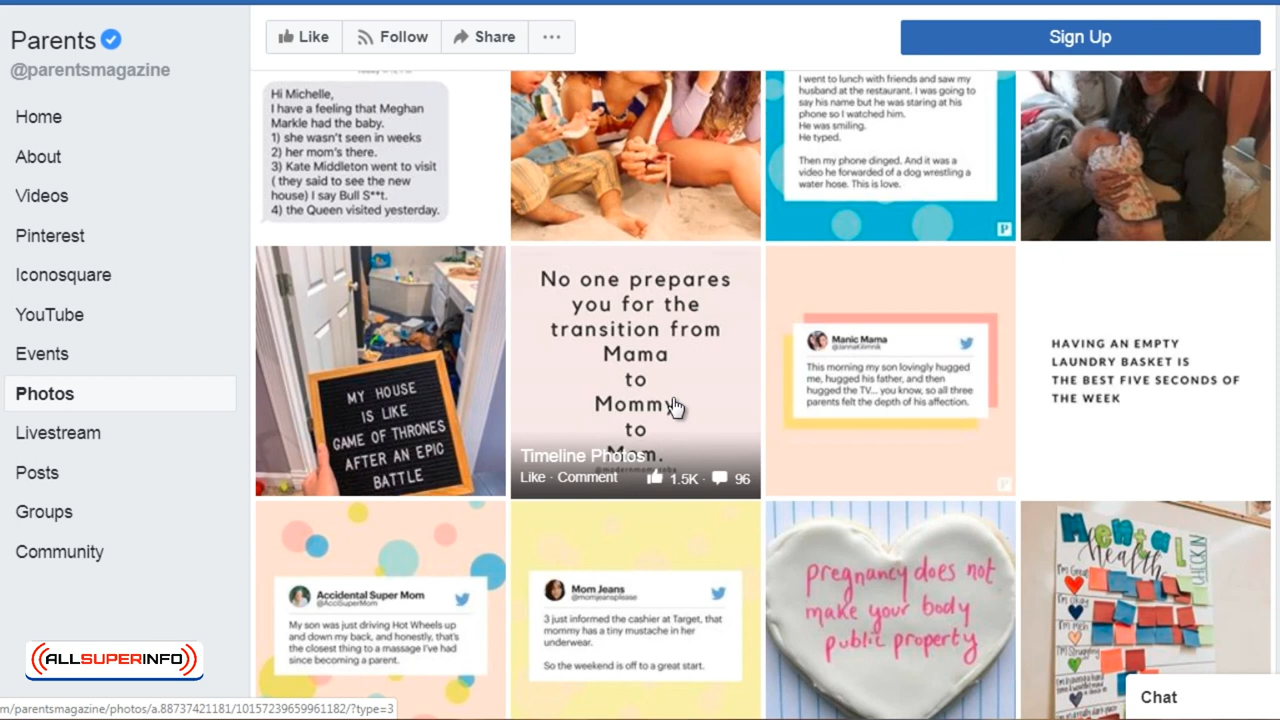 Parents
@parentsmagazine
Home
About
Videos
Pinterest
Iconosquare
YouTube
Events
Photos
Livestream
Posts
Groups
Community
ALLSUPERINFO
Like
Follow
Share
Sign Up
Hi Michelle,
I have a feeling that Meghan
Markle had the baby.
1) she wasn't seen in weeks
2) her mom's there.
3) Kate Middleton went to visit
( they said to see the new
house) I say Bull S**t.
4) the Queen visited yesterday.
I went to lunch with friends and saw my
husband at the restaurant. I was going to
say his name but he was staring at his
phone so I watched him.
He was smiling.
He typed.
Then my phone dinged. And it was a
video he forwarded of a dog wrestling a
water hose. This is love.
P
MY HOUSE
IS LIKE
GAME OF THRONES
AFTER AN EPIC
BATTLE
No one prepares
you for the
transition from
Mama
to
Mommy
to
Mom.
Timeline Photos
Like · Comment
1.5K ·
96
Manic Mama
This morning my son lovingly hugged
me, hugged his father, and then
hugged the TV... you know, so all three
parents felt the depth of his affection.
P
HAVING AN EMPTY
LAUNDRY BASKET IS
THE BEST FIVE SECONDS OF
THE WEEK
Accidental Super Mom
@AccSuperMom
My son was just driving Hot Wheels up
and down my back, and honestly, that's
the closest thing to a massage I've had
since becoming a parent.
Mom Jeans
@momjeansplease
3 just informed the cashier at Target, that
mommy has a tiny mustache in her
underwear.
So the weekend is off to a great start.
pregnancy does not
make your body
public property
Mental
Health
CHECK IN
I'm Great
I'm okay
I'm meh
I'm Struggling
Chat
m/parentsmagazine/photos/a.88737421181/10157239659961182/?type=3